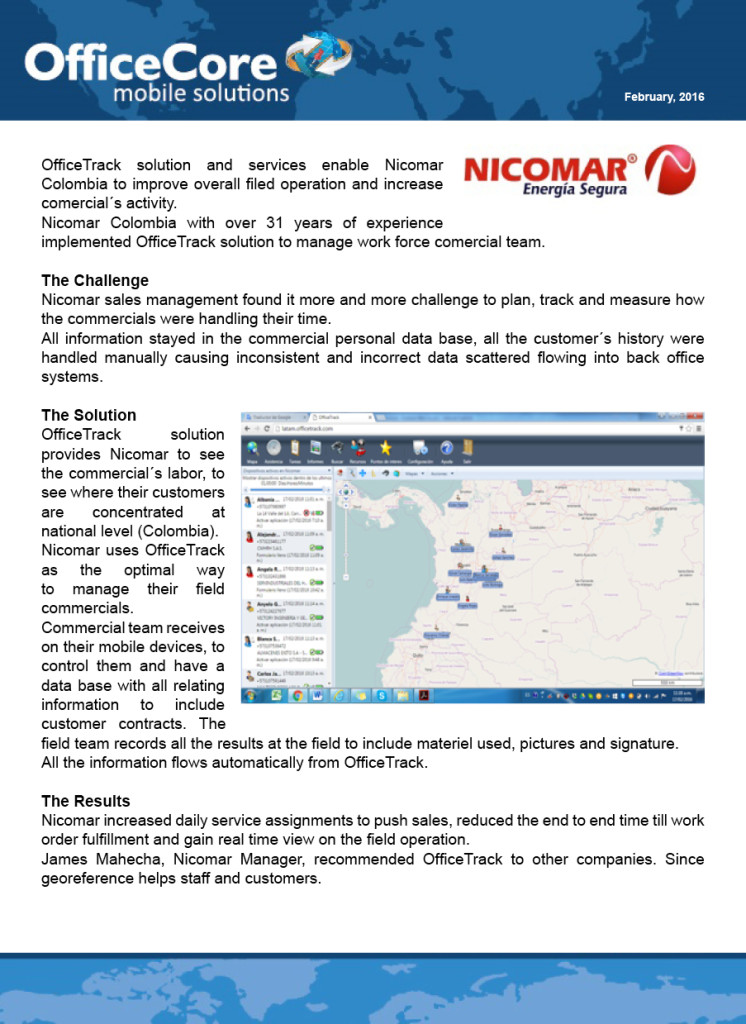 OfficeCore
mobile solutions
February, 2016
OfficeTrack solution and services enable Nicomar
Colombia to improve overall filed operation and increase
comercial´s activity.
Nicomar Colombia with over 31 years of experience
implemented OfficeTrack solution to manage work force comercial team.
NICOMAR®
Energía Segura
The Challenge
Nicomar sales management found it more and more challenge to plan, track and measure how
the commercials were handling their time.
All information stayed in the commercial personal data base, all the customer´s history were
handled manually causing inconsistent and incorrect data scattered flowing into back office
systems.
The Solution
OfficeTrack solution
provides Nicomar to see
the commercial´s labor, to
see where their customers
are concentrated at
national level (Colombia).
Nicomar uses OfficeTrack
as the optimal way
to manage their field
commercials.
Commercial team receives
on their mobile devices, to
control them and have a
data base with all relating
information to include
customer contracts. The
field team records all the results at the field to include materiel used, pictures and signature.
All the information flows automatically from OfficeTrack.
OfficeTrack
latam.officetrack.com
The Results
Nicomar increased daily service assignments to push sales, reduced the end to end time till work
order fulfillment and gain real time view on the field operation.
James Mahecha, Nicomar Manager, recommended OfficeTrack to other companies. Since
georeference helps staff and customers.